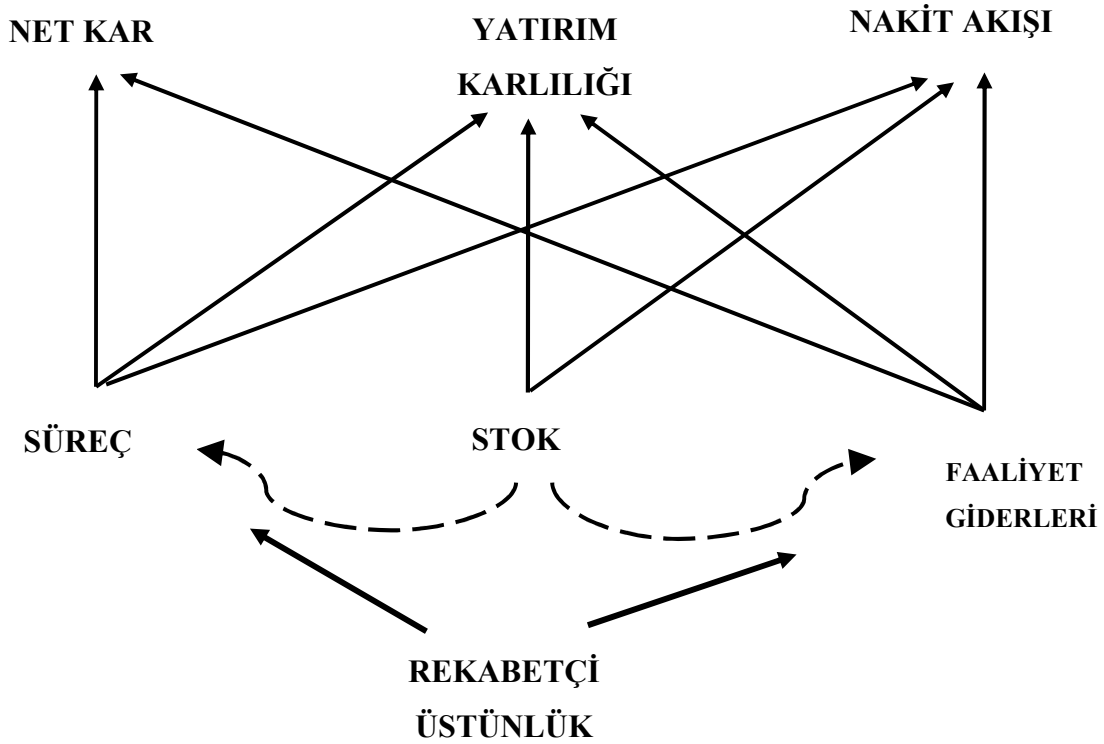 NET KAR
YATIRIM
KARLILIĞI
NAKİT AKIŞI
SÜREÇ
STOK
FAALİYET
GİDERLERİ
REKABETÇİ
ÜSTÜNLÜK